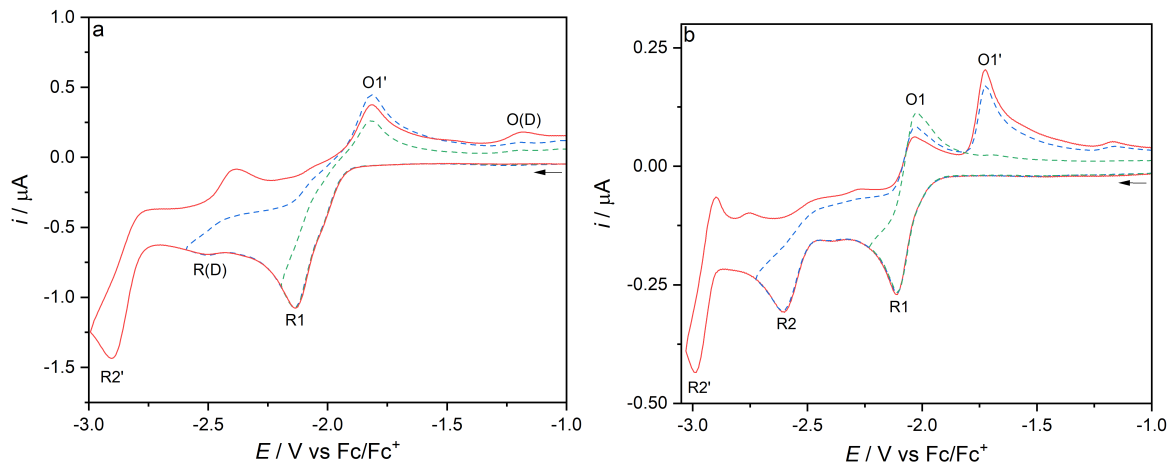 a
1.0
0.5
0.0
-0.5
-1.0
-1.5
i / μA
O1'
O(D)
R(D)
R1
R2'
-3.0 -2.5 -2.0 -1.5 -1.0
E / V vs Fc/Fc+
b
0.25
0.00
-0.25
-0.50
i / μA
O1'
O1
R2
R1
R2'
-3.0 -2.5 -2.0 -1.5 -1.0
E / V vs Fc/Fc+